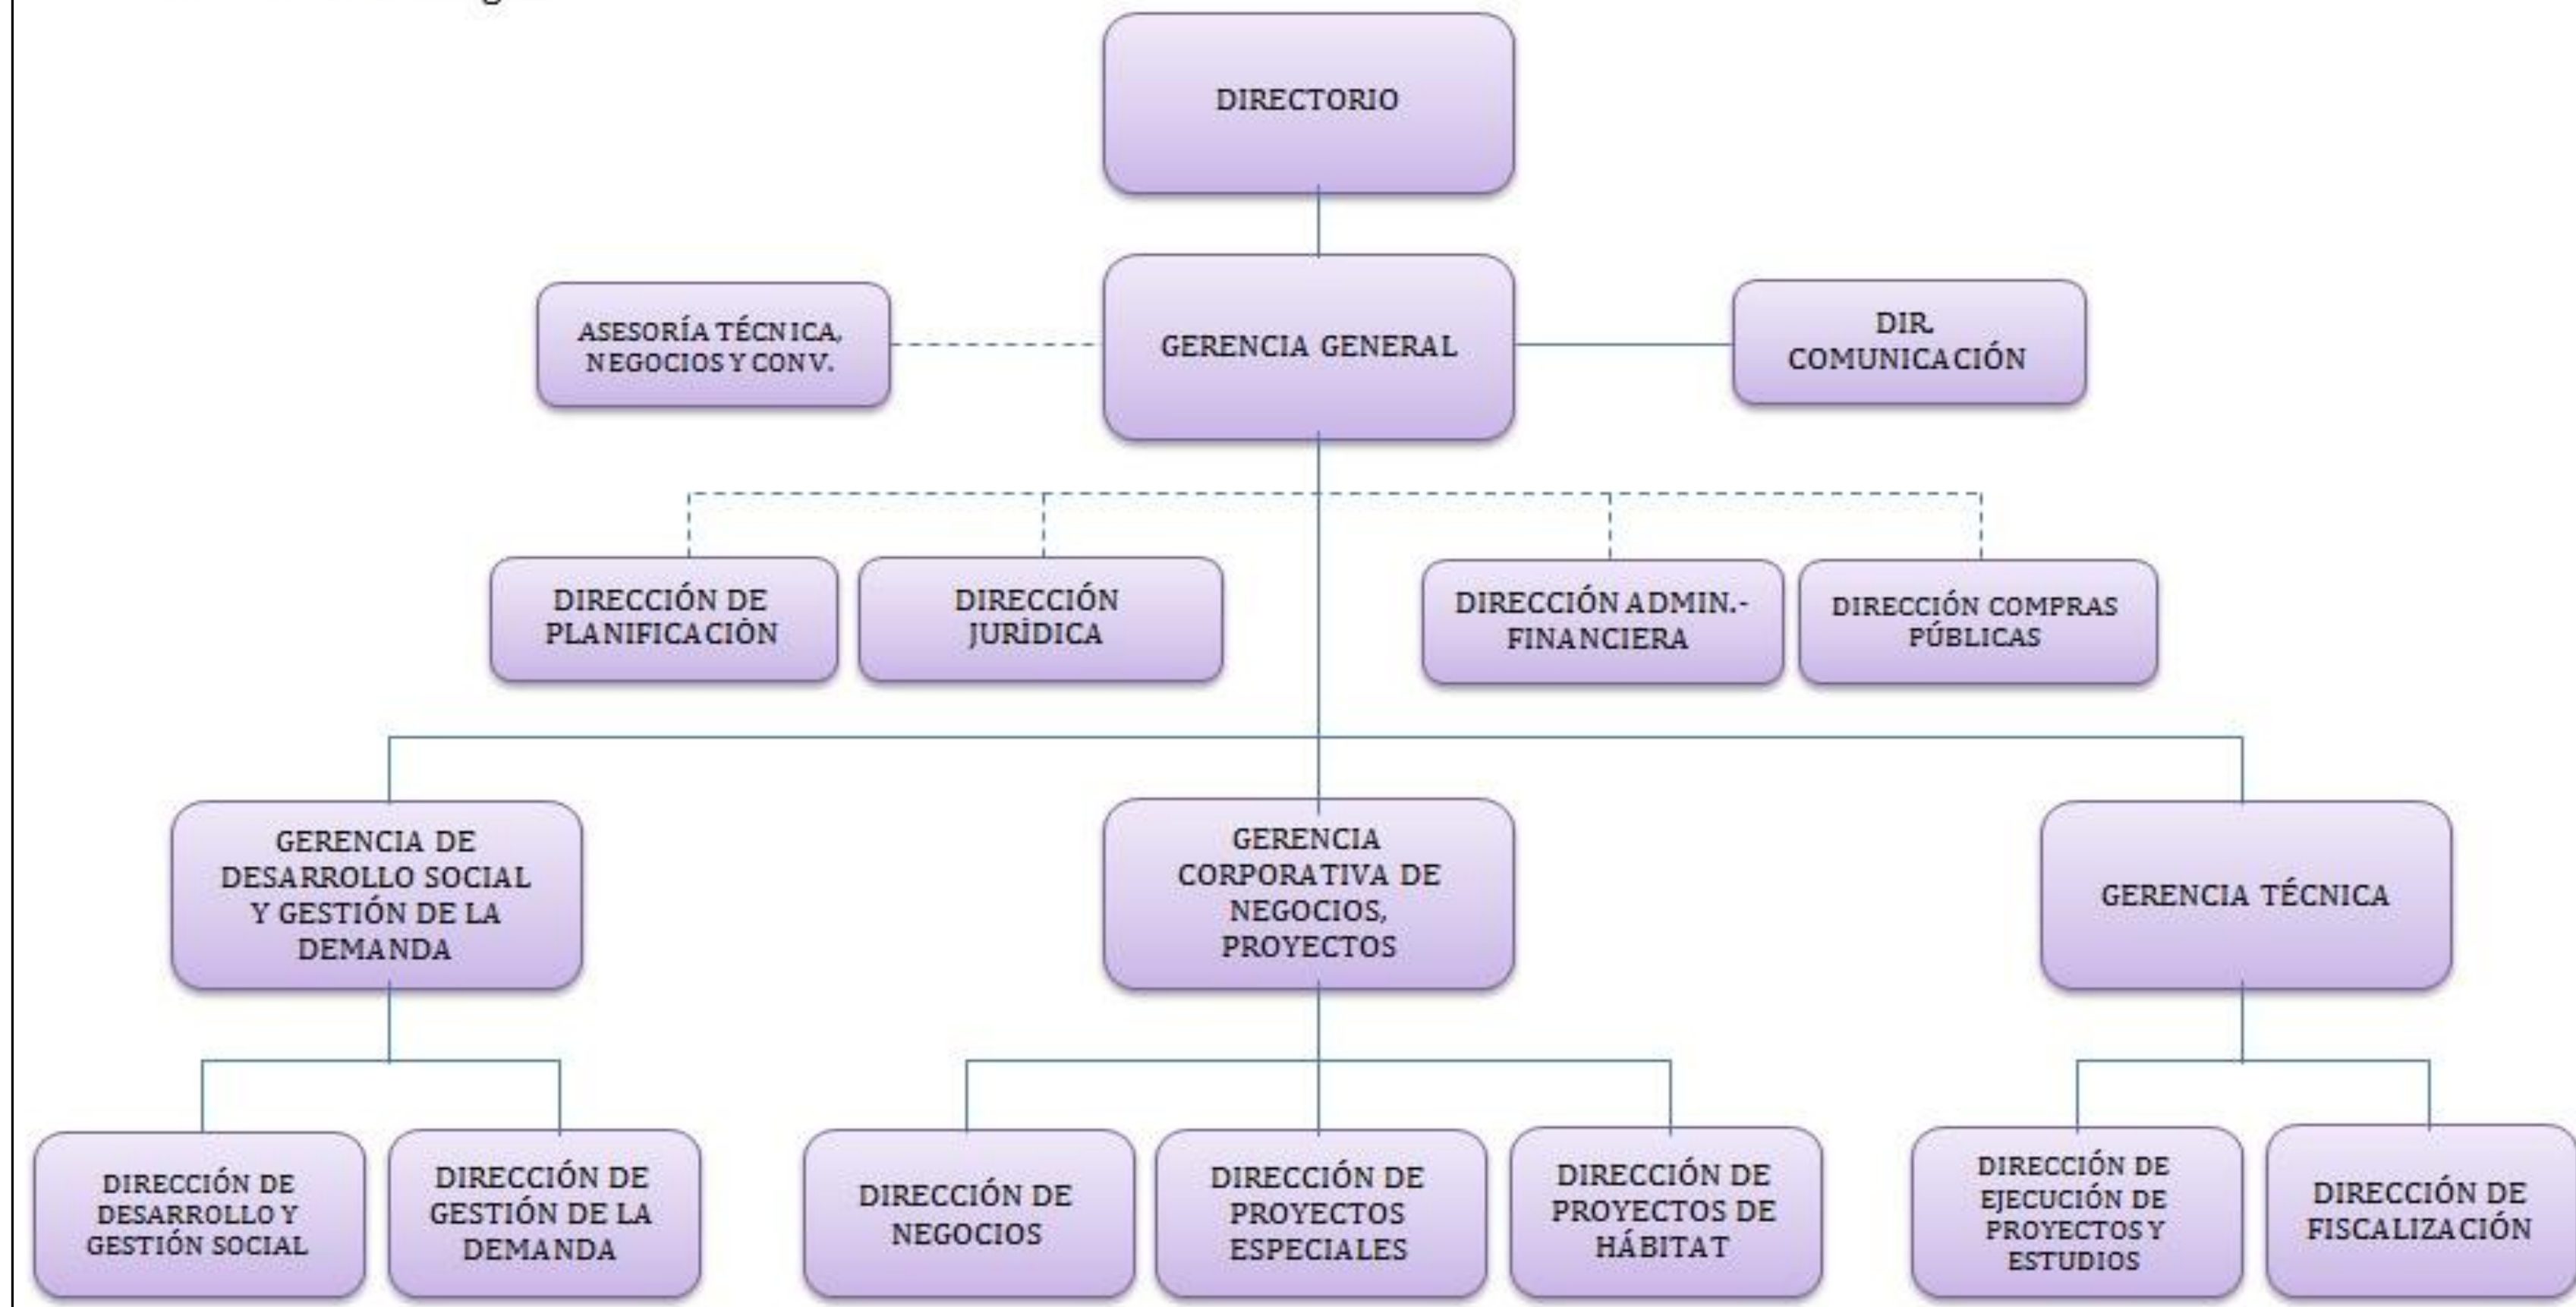 DIRECTORIO
ASESORÍA TÉCNICA,
NEGOCIOS Y CONV.
GERENCIA GENERAL
DIR.
COMUNICACIÓN
DIRECCIÓN DE
PLANIFICACIÓN
DIRECCIÓN
JURÍDICA
DIRECCIÓN ADMIN.-
FINANCIERA
DIRECCIÓN COMPRAS
PÚBLICAS
GERENCIA DE
DESARROLLO SOCIAL
Y GESTIÓN DE LA
DEMANDA
GERENCIA
CORPORATIVA DE
NEGOCIOS,
PROYECTOS
GERENCIA TÉCNICA
DIRECCIÓN DE
DESARROLLO Y
GESTIÓN SOCIAL
DIRECCIÓN DE
GESTIÓN DE LA
DEMANDA
DIRECCIÓN DE
NEGOCIOS
DIRECCIÓN DE
PROYECTOS
ESPECIALES
DIRECCIÓN DE
PROYECTOS DE
HÁBITAT
DIRECCIÓN DE
EJECUCIÓN DE
PROYECTOS Y
ESTUDIOS
DIRECCIÓN DE
FISCALIZACIÓN